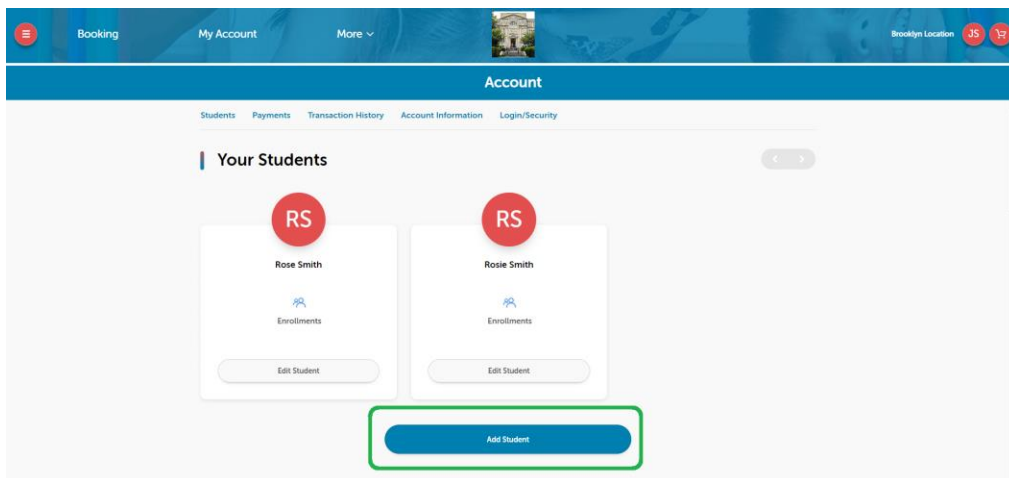 Booking My Account More Brooklyn Location JS
Account
Students Payments Transaction History Account Information Login/Security
Your Students
RS RS
Rose Smith Rosie Smith
Enrollments Enrollments
Edit Student Edit Student
Add Student